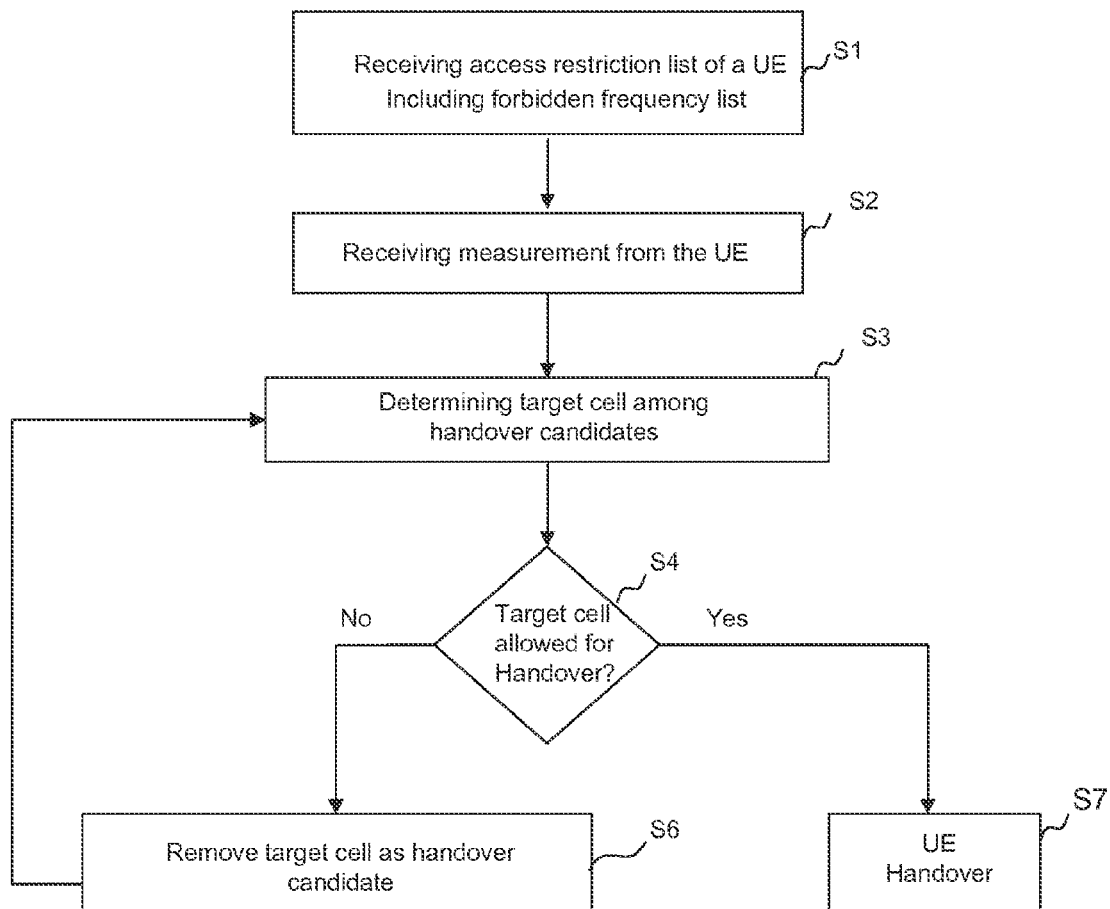 Receiving access restriction list of a UE
Including forbidden frequency list
S1
S2
Receiving measurement from the UE
S3
Determining target cell among
handover candidates
S4
No
Target cell
allowed for
Handover?
Yes
S6
Remove target cell as handover
candidate
S7
UE
Handover